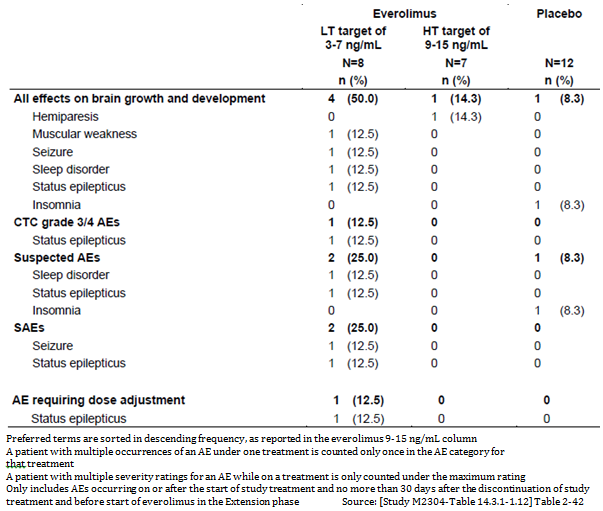 Everolimus Placebo
LT target of HT target of
3-7 ng/mL 9-15 ng/mL
N=8 N=7 N=12
n (%) n (%) n (%)
All effects on brain growth and development 4 (50.0) 1 (14.3) 1 (8.3)
Hemiparesis 0 1 (14.3) 0
Muscular weakness 1 (12.5) 0 0
Seizure 1 (12.5) 0 0
Sleep disorder 1 (12.5) 0 0
Status epilepticus 1 (12.5) 0 0
Insomnia 0 0 1 (8.3)
CTC grade 3/4 AEs 1 (12.5) 0 0
Status epilepticus 1 (12.5) 0 0
Suspected AEs 2 (25.0) 0 1 (8.3)
Sleep disorder 1 (12.5) 0 0
Status epilepticus 1 (12.5) 0 0
Insomnia 0 0 1 (8.3)
SAEs 2 (25.0) 0 0
Seizure 1 (12.5) 0 0
Status epilepticus 1 (12.5) 0 0
AE requiring dose adjustment 1 (12.5) 0 0
Status epilepticus 1 (12.5) 0 0
Preferred terms are sorted in descending frequency, as reported in the everolimus 9-15 ng/mL column
A patient with multiple occurrences of an AE under one treatment is counted only once in the AE category for
that treatment
A patient with multiple severity ratings for an AE while on a treatment is only counted under the maximum rating
Only includes AEs occurring on or after the start of study treatment and no more than 30 days after the discontinuation of study
treatment and before start of everolimus in the Extension phase Source: [Study M2304-Table 14.3.1-1.12] Table 2-42